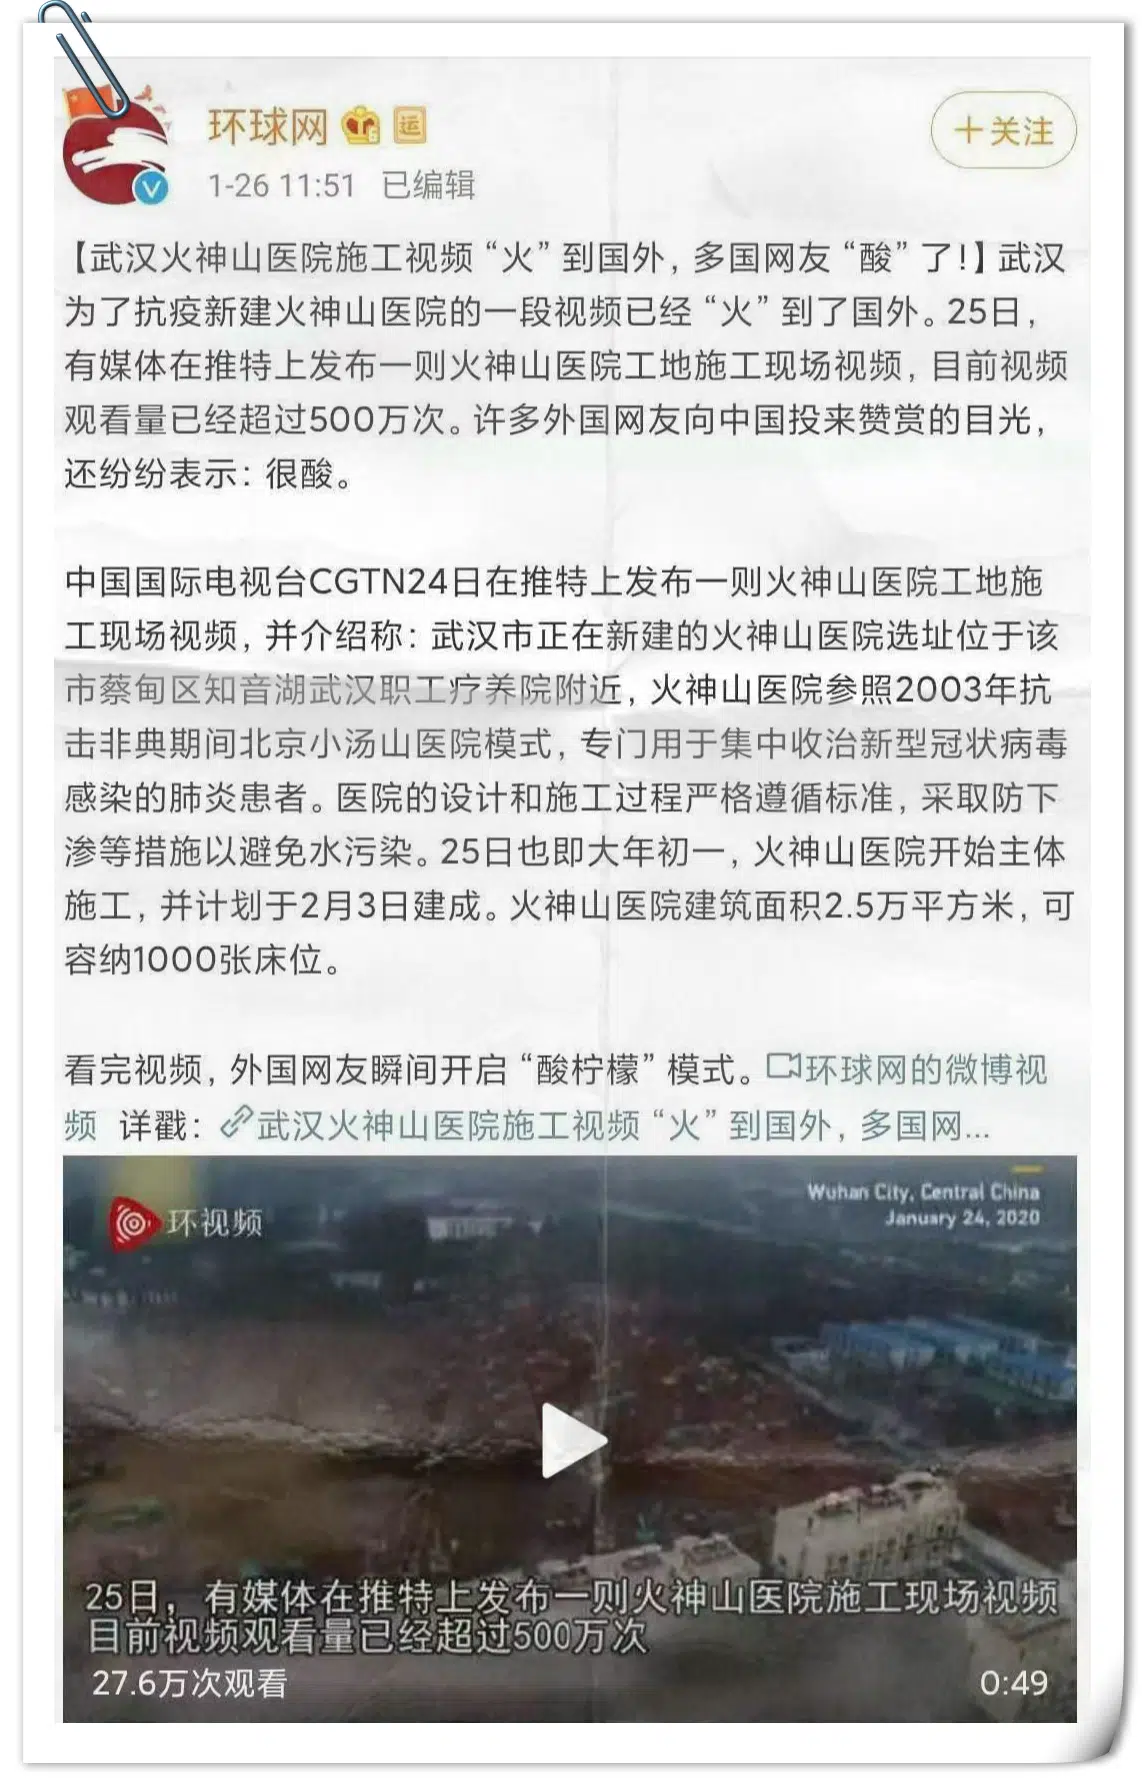 环球网
运
十关注
1-26 11:51 已编辑
【武汉火神山医院施工视频“火”到国外，多国网友“酸”了!】武汉
为了抗疫新建火神山医院的一段视频已经“火”到了国外。25日，
有媒体在推特上发布一则火神山医院工地施工现场视频，目前视频
观看量已经超过500万次。许多外国网友向中国投来赞赏的目光，
还纷纷表示：很酸。
中国国际电视台CGTN24日在推特上发布一则火神山医院工地施
工现场视频，并介绍称：武汉市正在新建的火神山医院选址位于该
市蔡甸区知音湖武汉职工疗养院附近，火神山医院参照2003年抗
击非典期间北京小汤山医院模式，专门用于集中收治新型冠状病毒
感染的肺炎患者。医院的设计和施工过程严格遵循标准，采取防下
渗等措施以避免水污染。25日也即大年初一，火神山医院开始主体
施工，并计划于2月3日建成。火神山医院建筑面积2.5万平方米，可
容纳1000张床位。
看完视频，外国网友瞬间开启“酸柠檬”模式。环球网的微博视
频 详戳：武汉火神山医院施工视频“火”到国外，多国网...
环视频
Wuhan City, Central China
January 24, 2020
25日，有媒体在推特上发布一则火神山医院施工现场视频
目前视频观看量已经超过500万次
27.6万次观看
0:49